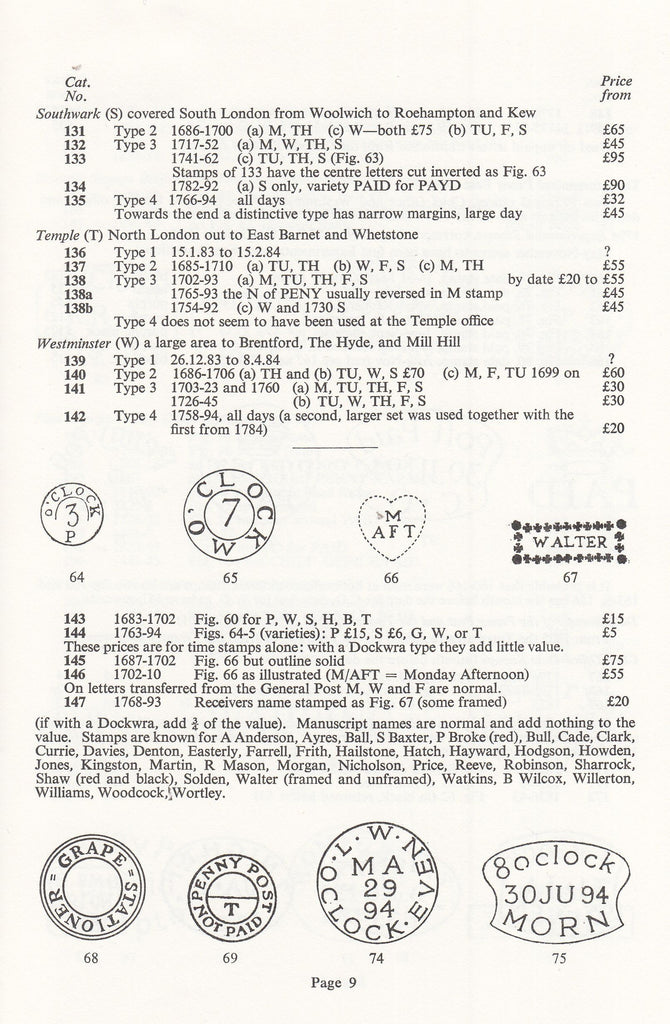 Cat. Price
No. from
Southwark (S) covered South London from Woolwich to Roehampton and Kew
131 Type 2 1686-1700 (a) M, TH (c) W—both £75 (b) TU, F, S £65
132 Type 3 1717-52 (a) M, W, TH, S £45
133 1741-62 (c) TU, TH, S (Fig. 63) £95
Stamps of 133 have the centre letters cut inverted as Fig. 63
134 1782-92 (a) S only, variety PAID for PAYD £90
135 Type 4 1766-94 all days £32
Towards the end a distinctive type has narrow margins, large day £45
Temple (T) North London out to East Barnet and Whetstone
136 Type 1 15.1.83 to 15.2.84 ?
137 Type 2 1685-1710 (a) TU, TH (b) W, F, S (c) M, TH £55
138 Type 3 1702-93 (a) M, TU, TH, F, S by date £20 to £55
138a 1765-93 the N of PENY usually reversed in M stamp £45
138b 1754-92 (c) W and 1730 S £45
Type 4 does not seem to have been used at the Temple office
Westminster (W) a large area to Brentford, The Hyde, and Mill Hill
139 Type 1 26.12.83 to 8.4.84 ?
140 Type 2 1686-1706 (a) TH and (b) TU, W, S £70 (c) M, F, TU 1699 on £60
141 Type 3 1703-23 and 1760 (a) M, TU, TH, F, S £30
1726-45 (b) TU, W, TH, F, S £30
142 Type 4 1758-94, all days (a second, larger set was used together with the
first from 1784) £20
O'CLOCK
3
P
O'CLOCK
7
W
M
AFT
WALTER
64 65 66 67
143 1683-1702 Fig. 60 for P, W, S, H, B, T £15
144 1763-94 Figs. 64-5 (varieties): P £15, S £6, G, W, or T £5
These prices are for time stamps alone: with a Dockwra type they add little value.
145 1687-1702 Fig. 66 but outline solid £75
146 1702-10 Fig. 66 as illustrated (M/AFT = Monday Afternoon) £55
On letters transferred from the General Post M, W and F are normal.
147 1768-93 Receivers name stamped as Fig. 67 (some framed) £20
(if with a Dockwra, add ¾ of the value). Manuscript names are normal and add nothing to the
value. Stamps are known for A Anderson, Ayres, Ball, S Baxter, P Broke (red), Bull, Cade, Clark,
Currie, Davies, Denton, Easterly, Farrell, Frith, Hailstone, Hatch, Hayward, Hodgson, Howden,
Jones, Kingston, Martin, R Mason, Morgan, Nicholson, Price, Reeve, Robinson, Sharrock,
Shaw (red and black), Solden, Walter (framed and unframed), Watkins, B Wilcox, Willerton,
Williams, Woodcock, Wortley.
= GRAPE = STATIONER
PENNY POST
T
NOT PAID
O.L.W.N EVEN O'CLOCK
MA
29
94
8oclock
30JU94
MORN
68 69 74 75
Page 9